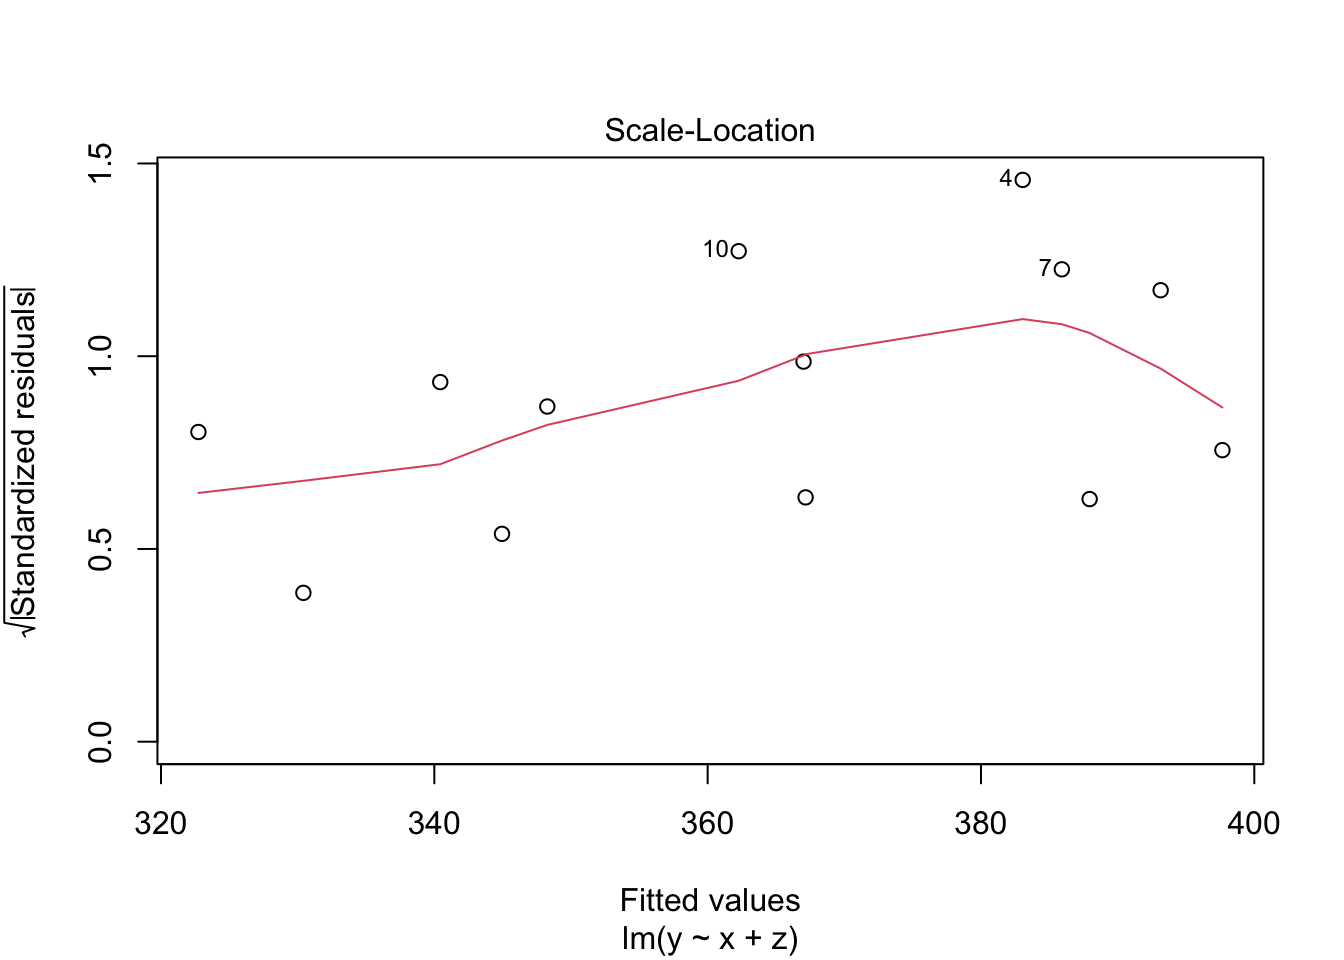 Scale-Location
√|Standardized residuals|
1.5
1.0
0.5
0.0
4
10
7
320 340 360 380 400
Fitted values
lm(y ~ x + z)